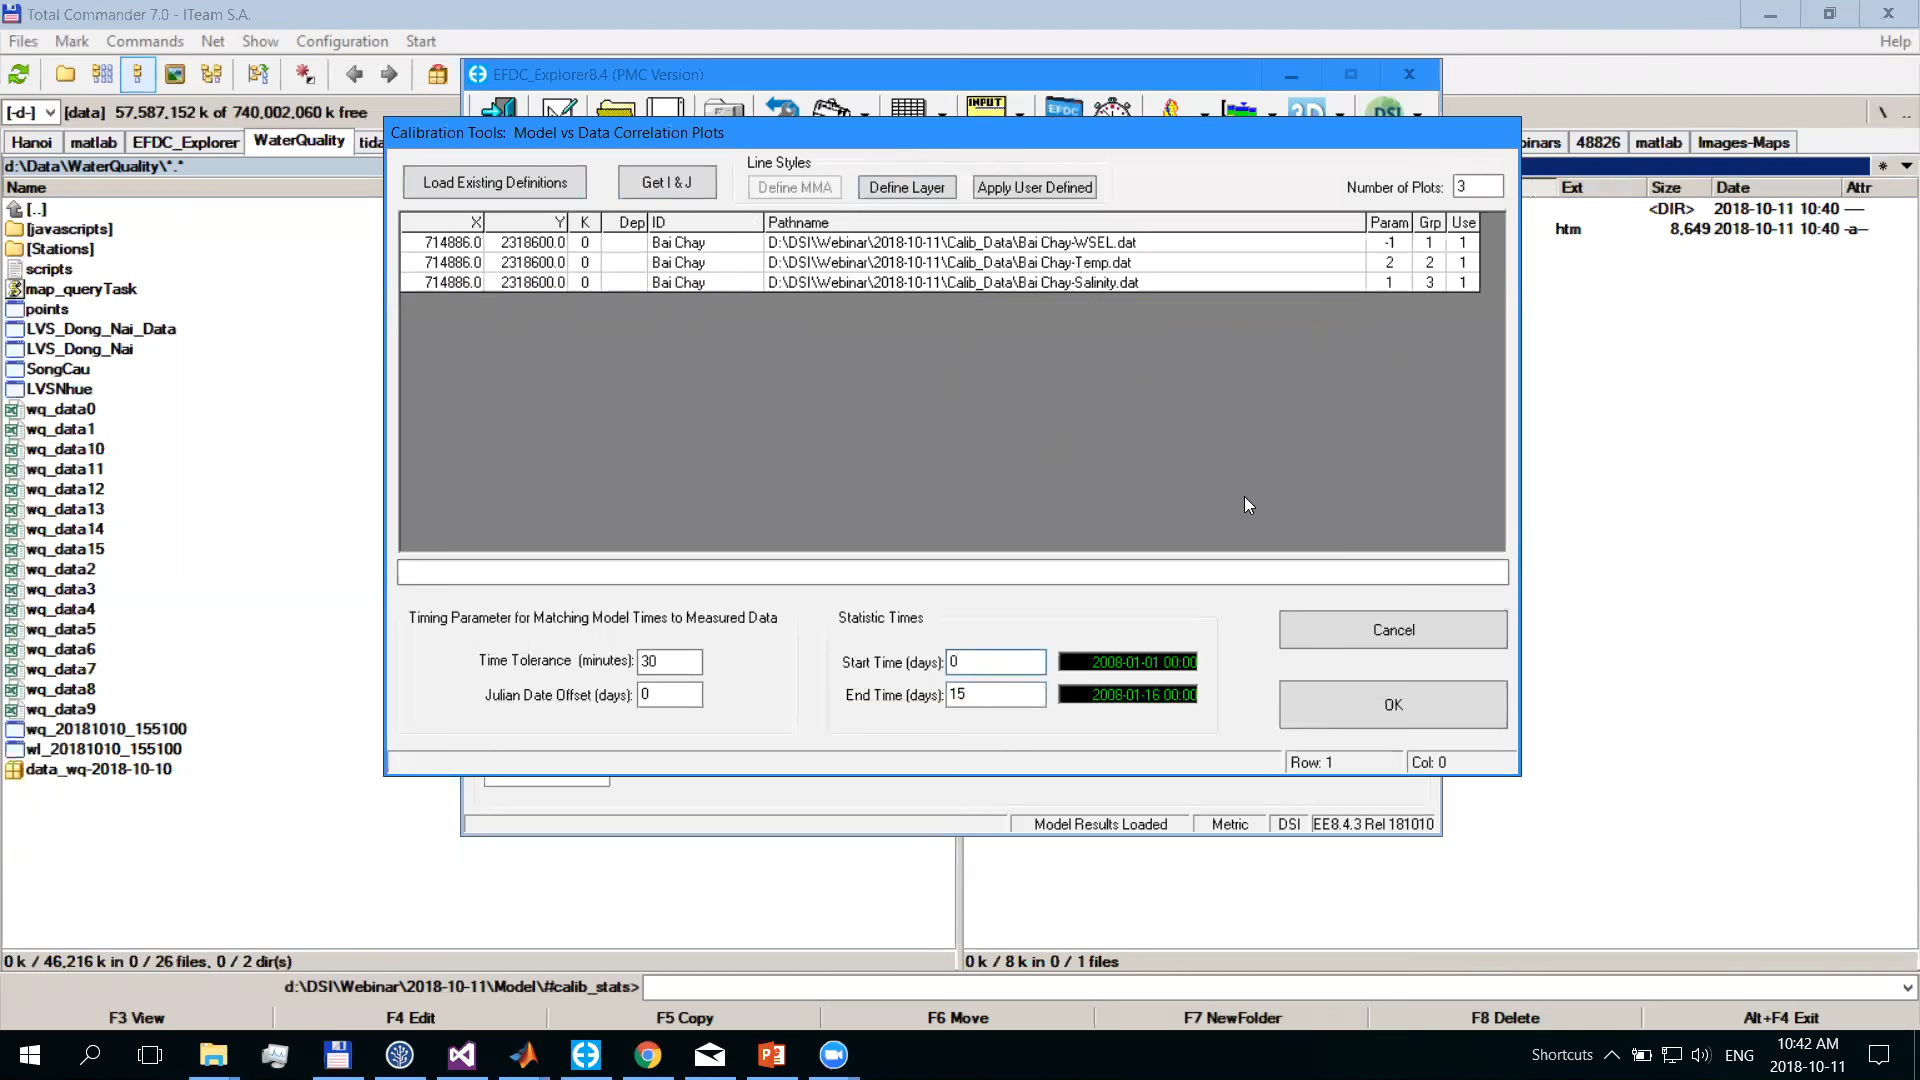 Total Commander 7.0 - ITeam S.A.
Files Mark Commands Net Show Configuration Start Help
EFDC_Explorer8.4 (PMC Version)
INPUT
EFDC
3D
DSI
[-d-] [data] 57,587,152 k of 740,002,060 k free \ ..
Calibration Tools: Model vs Data Correlation Plots
Hanoi matlab EFDC_Explorer WaterQuality tida
binars 48826 matlab Images-Maps
d:\Data\WaterQuality\*.* *
Line Styles
Load Existing Definitions Get I & J Define MMA Define Layer Apply User Defined Number of Plots: 3
Name
Ext Size Date Attr
[..]
<DIR> 2018-10-11 10:40 ----
htm 8,649 2018-10-11 10:40 -a--
X Y K Dep ID Pathname Param Grp Use
714886.0 2318600.0 0 Bai Chay D:\DSI\Webinar\2018-10-11\Calib_Data\Bai Chay-WSEL.dat -1 1 1
714886.0 2318600.0 0 Bai Chay D:\DSI\Webinar\2018-10-11\Calib_Data\Bai Chay-Temp.dat 2 2 1
714886.0 2318600.0 0 Bai Chay D:\DSI\Webinar\2018-10-11\Calib_Data\Bai Chay-Salinity.dat 1 3 1
[javascripts]
[Stations]
scripts
map_queryTask
points
LVS_Dong_Nai_Data
LVS_Dong_Nai
SongCau
LVSNhue
wq_data0
wq_data1
wq_data10
wq_data11
wq_data12
wq_data13
wq_data14
wq_data15
wq_data2
wq_data3
wq_data4
wq_data5
wq_data6
wq_data7
wq_data8
wq_data9
wq_20181010_155100
wl_20181010_155100
data_wq-2018-10-10
Timing Parameter for Matching Model Times to Measured Data
Time Tolerance (minutes): 30
Julian Date Offset (days): 0
Statistic Times
Start Time (days): 0 2008-01-01 00:00
End Time (days): 15 2008-01-16 00:00
Cancel
OK
Row: 1 Col: 0
Model Results Loaded Metric DSI EE8.4.3 Rel 181010
0 k / 46,216 k in 0 / 26 files, 0 / 2 dir(s)
0 k / 8 k in 0 / 1 files
d:\DSI\Webinar\2018-10-11\Model\#calib_stats>
F3 View F4 Edit F5 Copy F6 Move F7 NewFolder F8 Delete Alt+F4 Exit
Shortcuts ENG 10:42 AM
2018-10-11